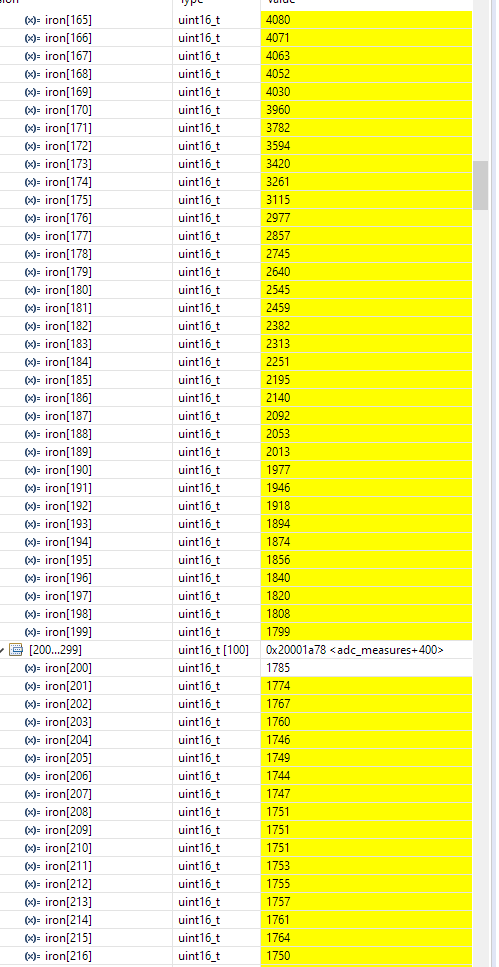 Type Value
(x)= iron[165] uint16_t 4080
(x)= iron[166] uint16_t 4071
(x)= iron[167] uint16_t 4063
(x)= iron[168] uint16_t 4052
(x)= iron[169] uint16_t 4030
(x)= iron[170] uint16_t 3960
(x)= iron[171] uint16_t 3782
(x)= iron[172] uint16_t 3594
(x)= iron[173] uint16_t 3420
(x)= iron[174] uint16_t 3261
(x)= iron[175] uint16_t 3115
(x)= iron[176] uint16_t 2977
(x)= iron[177] uint16_t 2857
(x)= iron[178] uint16_t 2745
(x)= iron[179] uint16_t 2640
(x)= iron[180] uint16_t 2545
(x)= iron[181] uint16_t 2459
(x)= iron[182] uint16_t 2382
(x)= iron[183] uint16_t 2313
(x)= iron[184] uint16_t 2251
(x)= iron[185] uint16_t 2195
(x)= iron[186] uint16_t 2140
(x)= iron[187] uint16_t 2092
(x)= iron[188] uint16_t 2053
(x)= iron[189] uint16_t 2013
(x)= iron[190] uint16_t 1977
(x)= iron[191] uint16_t 1946
(x)= iron[192] uint16_t 1918
(x)= iron[193] uint16_t 1894
(x)= iron[194] uint16_t 1874
(x)= iron[195] uint16_t 1856
(x)= iron[196] uint16_t 1840
(x)= iron[197] uint16_t 1820
(x)= iron[198] uint16_t 1808
(x)= iron[199] uint16_t 1799
[200...299] uint16_t [100] 0x20001a78 <adc_measures+400>
(x)= iron[200] uint16_t 1785
(x)= iron[201] uint16_t 1774
(x)= iron[202] uint16_t 1767
(x)= iron[203] uint16_t 1760
(x)= iron[204] uint16_t 1746
(x)= iron[205] uint16_t 1749
(x)= iron[206] uint16_t 1744
(x)= iron[207] uint16_t 1747
(x)= iron[208] uint16_t 1751
(x)= iron[209] uint16_t 1751
(x)= iron[210] uint16_t 1751
(x)= iron[211] uint16_t 1753
(x)= iron[212] uint16_t 1755
(x)= iron[213] uint16_t 1757
(x)= iron[214] uint16_t 1761
(x)= iron[215] uint16_t 1764
(x)= iron[216] uint16_t 1750